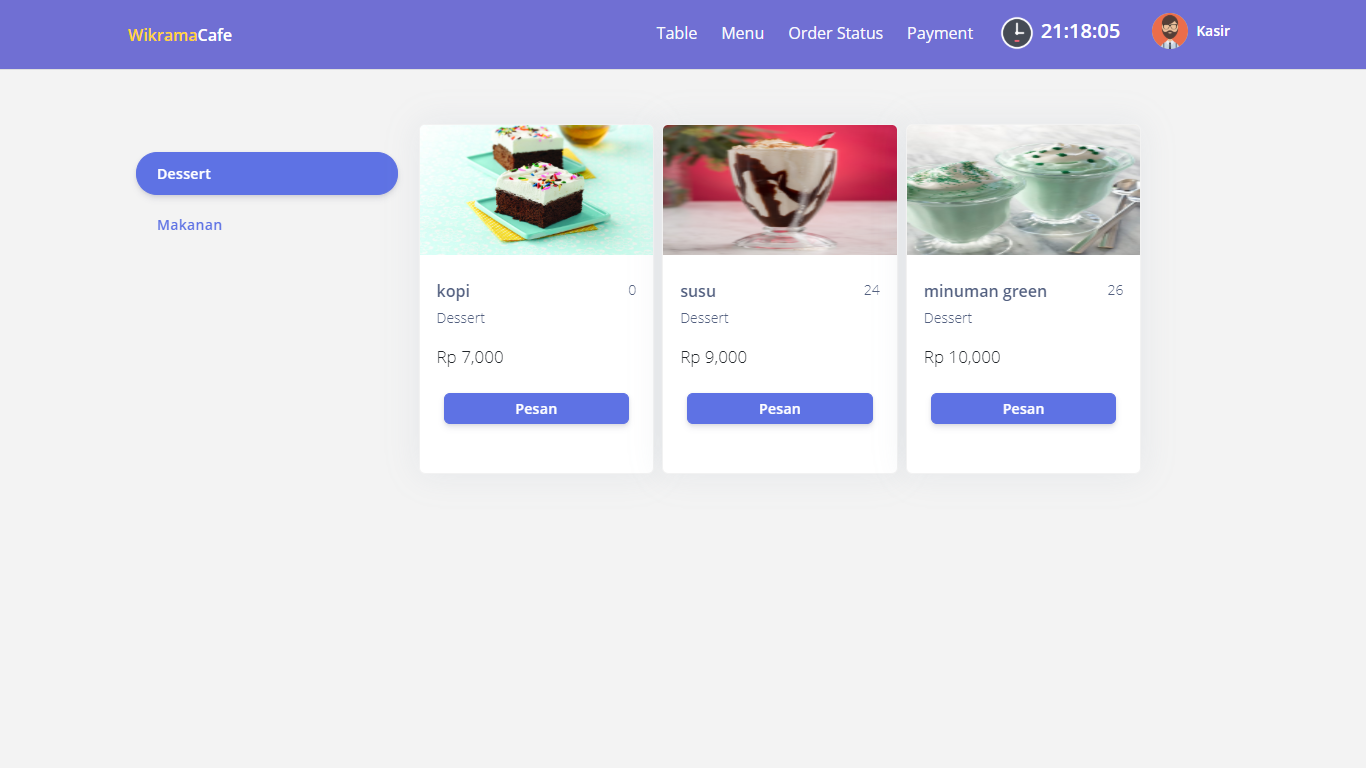 WikramaCafe
Table Menu Order Status Payment 21:18:05 Kasir
Dessert
Makanan
kopi 0
Dessert
Rp 7,000
Pesan
susu 24
Dessert
Rp 9,000
Pesan
minuman green 26
Dessert
Rp 10,000
Pesan